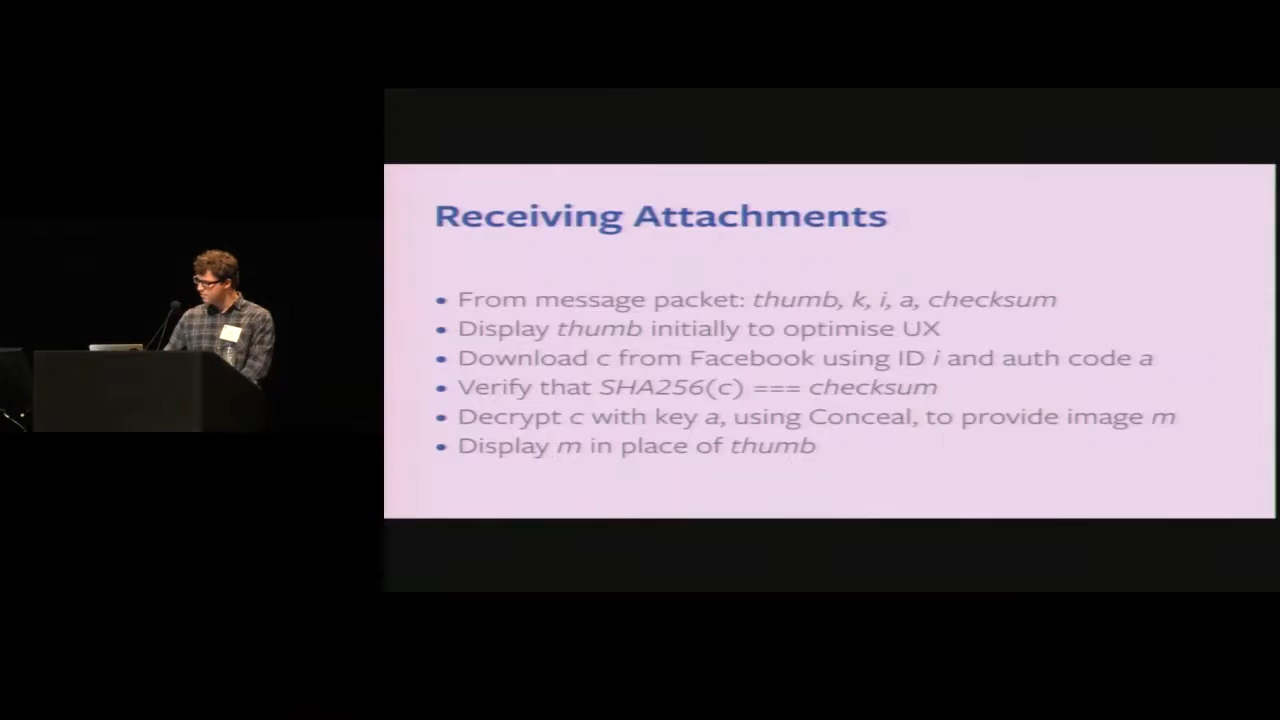 Receiving Attachments
• From message packet: thumb, k, i, a, checksum
• Display thumb initially to optimise UX
• Download c from Facebook using ID i and auth code a
• Verify that SHA256(c) === checksum
• Decrypt c with key a, using Conceal, to provide image m
• Display m in place of thumb